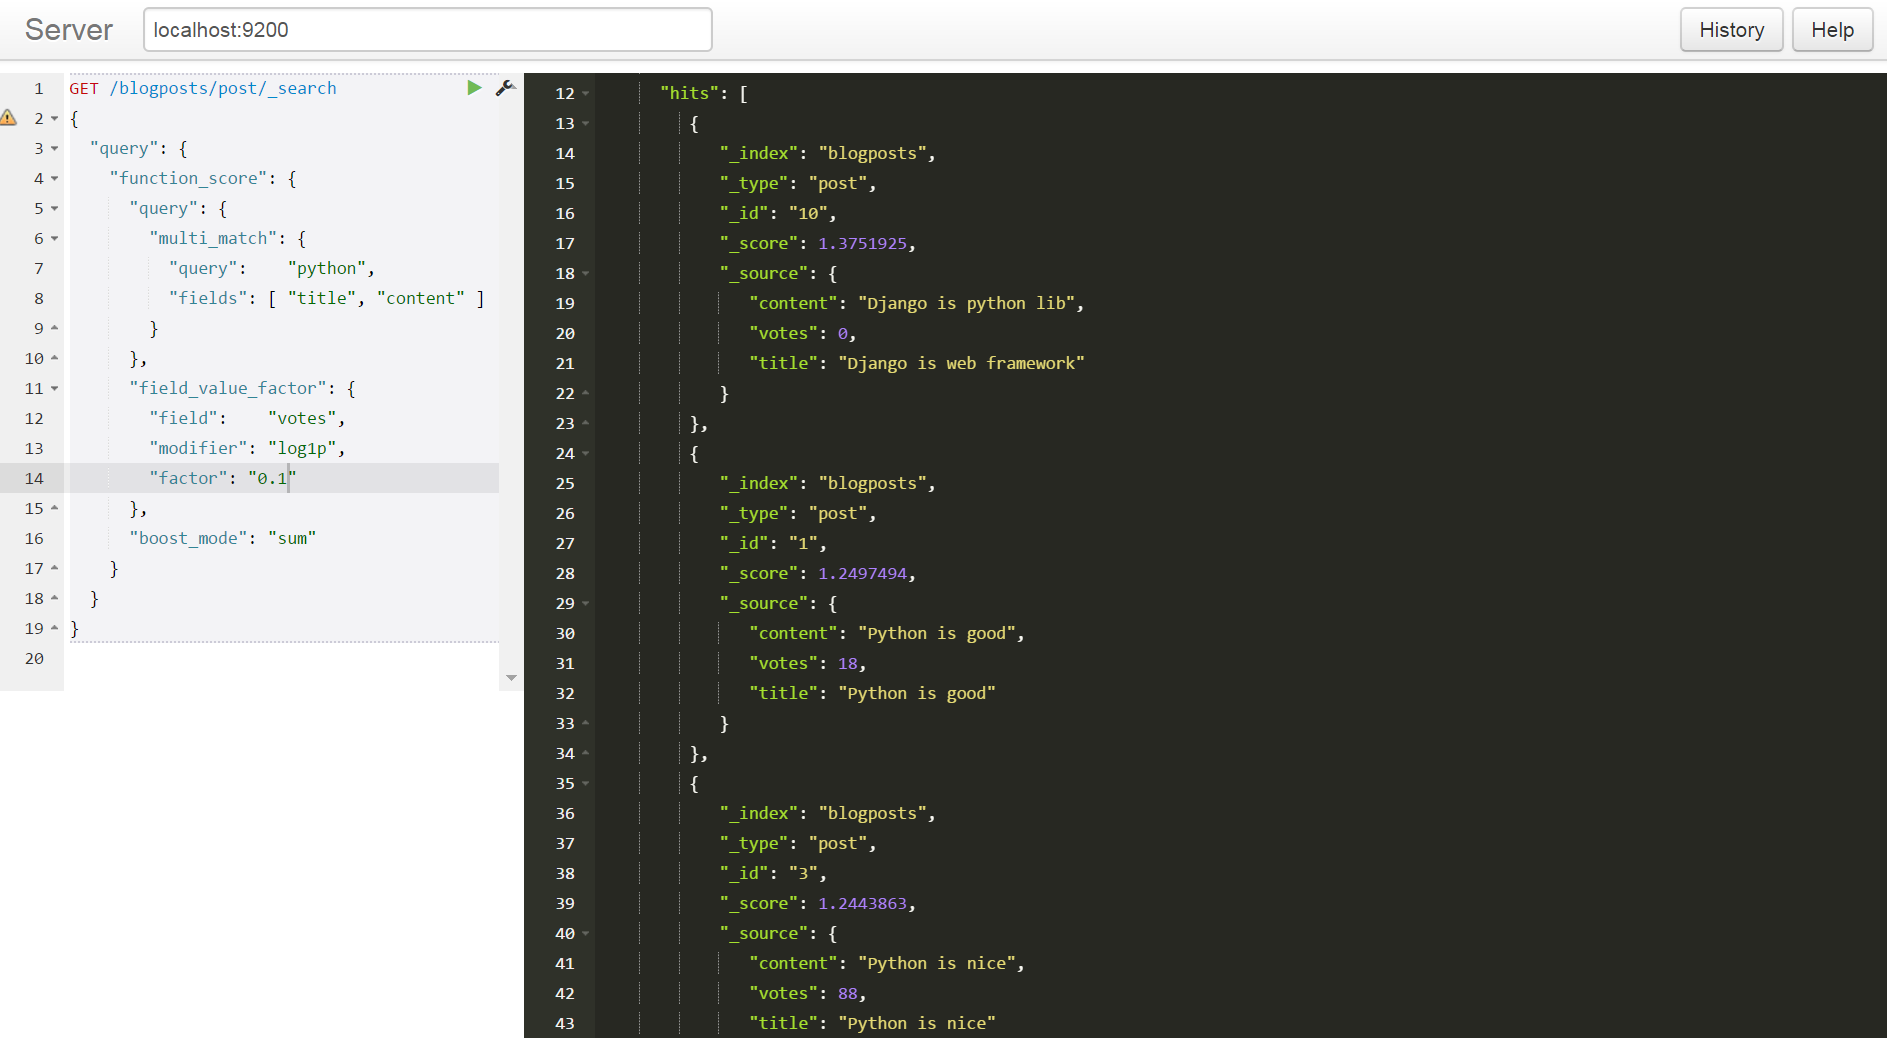 Server localhost:9200 History Help
1 GET /blogposts/post/_search
2 {
3 "query": {
4 "function_score": {
5 "query": {
6 "multi_match": {
7 "query": "python",
8 "fields": [ "title", "content" ]
9 }
10 },
11 "field_value_factor": {
12 "field": "votes",
13 "modifier": "log1p",
14 "factor": "0.1"
15 },
16 "boost_mode": "sum"
17 }
18 }
19 }
20
12 "hits": [
13 {
14 "_index": "blogposts",
15 "_type": "post",
16 "_id": "10",
17 "_score": 1.3751925,
18 "_source": {
19 "content": "Django is python lib",
20 "votes": 0,
21 "title": "Django is web framework"
22 }
23 },
24 {
25 "_index": "blogposts",
26 "_type": "post",
27 "_id": "1",
28 "_score": 1.2497494,
29 "_source": {
30 "content": "Python is good",
31 "votes": 18,
32 "title": "Python is good"
33 }
34 },
35 {
36 "_index": "blogposts",
37 "_type": "post",
38 "_id": "3",
39 "_score": 1.2443863,
40 "_source": {
41 "content": "Python is nice",
42 "votes": 88,
43 "title": "Python is nice"